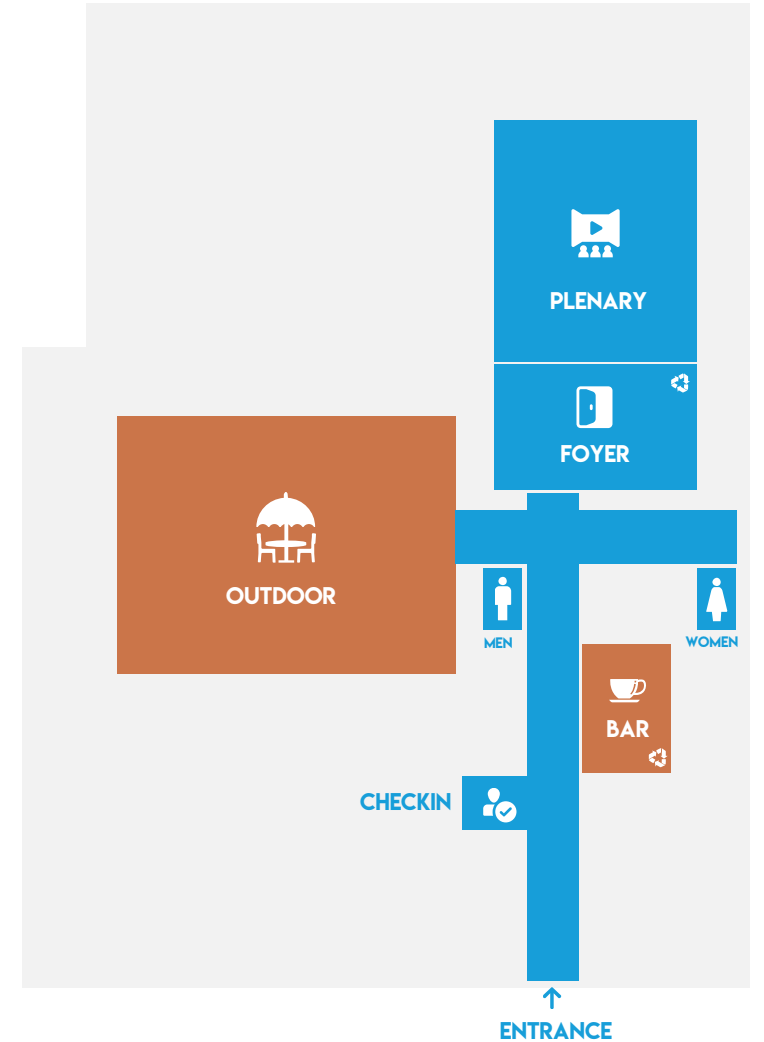 PLENARY
FOYER
OUTDOOR
MEN
WOMEN
BAR
CHECKIN
ENTRANCE